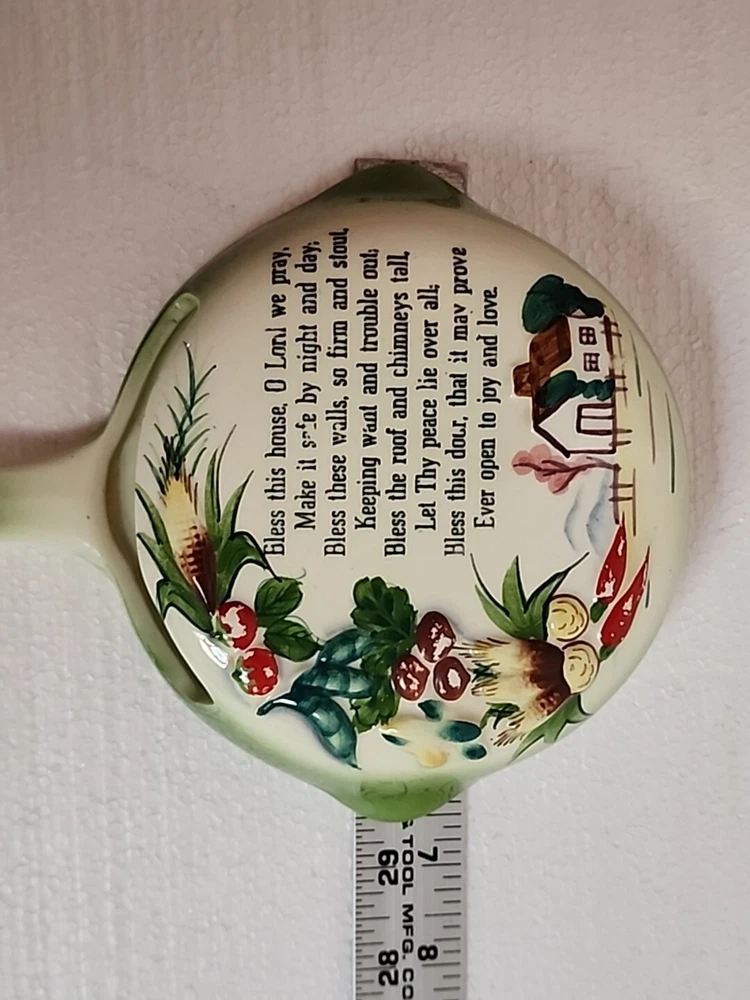 Bless this house, O Lord we pray,
Make it safe by night and day;
Bless these walls, so firm and stout,
Keeping want and trouble out;
Bless the roof and chimneys tall,
Let Thy peace lie over all;
Bless this door, that it may prove
Ever open to joy and love.
G TOOL MFG. CO
28 29
7 8